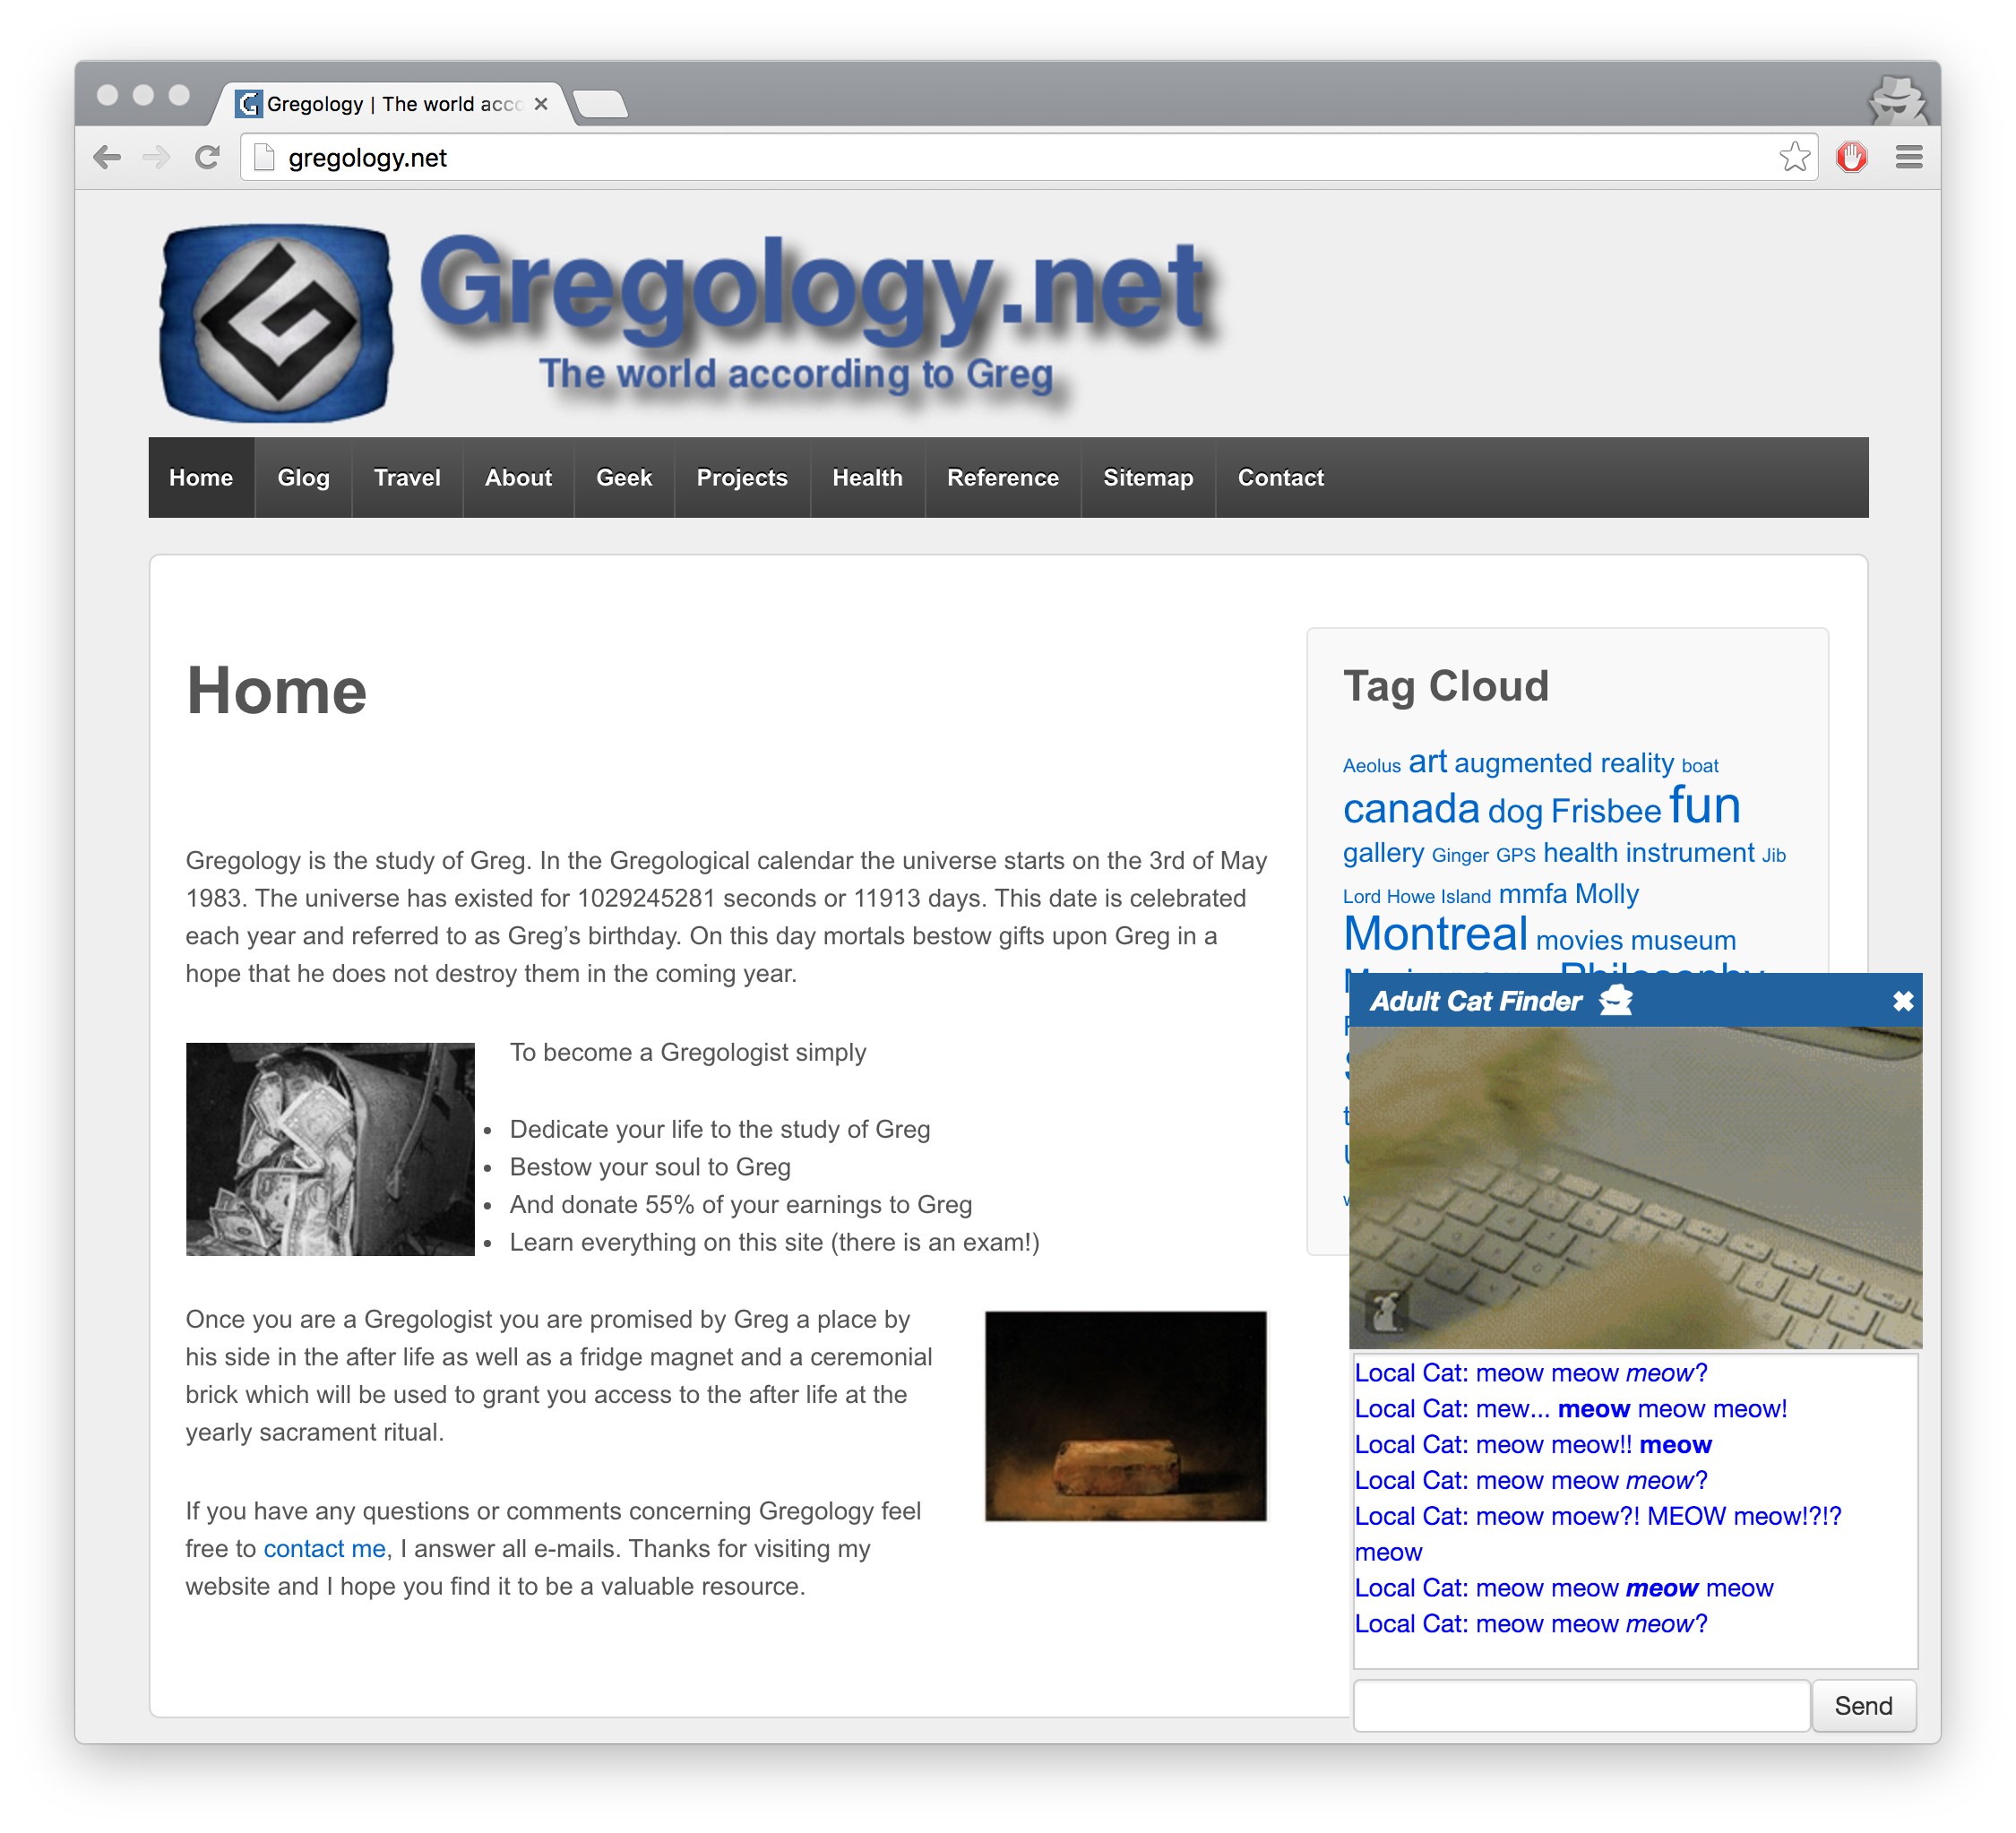 Gregology | The world acco
gregology.net
Gregology.net
The world according to Greg
Home Glog Travel About Geek Projects Health Reference Sitemap Contact
Home
Gregology is the study of Greg. In the Gregological calendar the universe starts on the 3rd of May
1983. The universe has existed for 1029245281 seconds or 11913 days. This date is celebrated
each year and referred to as Greg’s birthday. On this day mortals bestow gifts upon Greg in a
hope that he does not destroy them in the coming year.
To become a Gregologist simply
• Dedicate your life to the study of Greg
• Bestow your soul to Greg
• And donate 55% of your earnings to Greg
• Learn everything on this site (there is an exam!)
Once you are a Gregologist you are promised by Greg a place by
his side in the after life as well as a fridge magnet and a ceremonial
brick which will be used to grant you access to the after life at the
yearly sacrament ritual.
If you have any questions or comments concerning Gregology feel
free to contact me, I answer all e-mails. Thanks for visiting my
website and I hope you find it to be a valuable resource.
Tag Cloud
Aeolus art augmented reality boat
canada dog Frisbee fun
gallery Ginger GPS health instrument Jib
Lord Howe Island mmfa Molly
Montreal movies museum
Philosophy
Adult Cat Finder
Local Cat: meow meow meow?
Local Cat: mew... meow meow meow!
Local Cat: meow meow!! meow
Local Cat: meow meow meow?
Local Cat: meow moew?! MEOW meow!?!?
meow
Local Cat: meow meow meow meow
Local Cat: meow meow meow?
Send